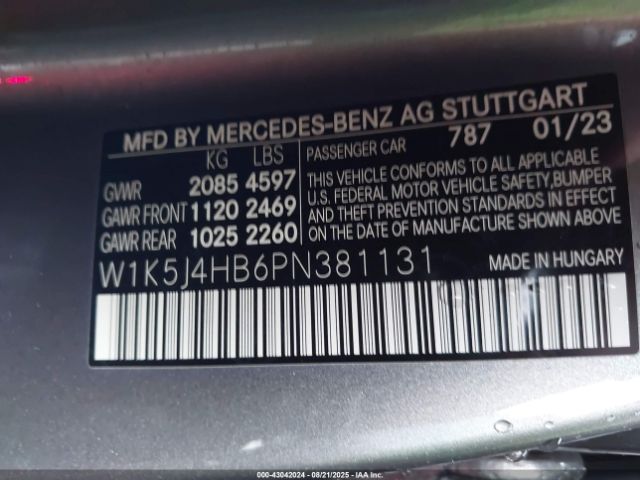 MFD BY MERCEDES-BENZ AG STUTTGART
KG LBS PASSENGER CAR 787 01/23
GVWR 2085 4597
GAWR FRONT 1120 2469
GAWR REAR 1025 2260
THIS VEHICLE CONFORMS TO ALL APPLICABLE
U.S. FEDERAL MOTOR VEHICLE SAFETY,BUMPER
AND THEFT PREVENTION STANDARDS IN EFFECT
ON THE DATE OF MANUFACTURE SHOWN ABOVE
W1K5J4HB6PN381131 MADE IN HUNGARY
000-43042024 - 08/21/2025 - IAA Inc.